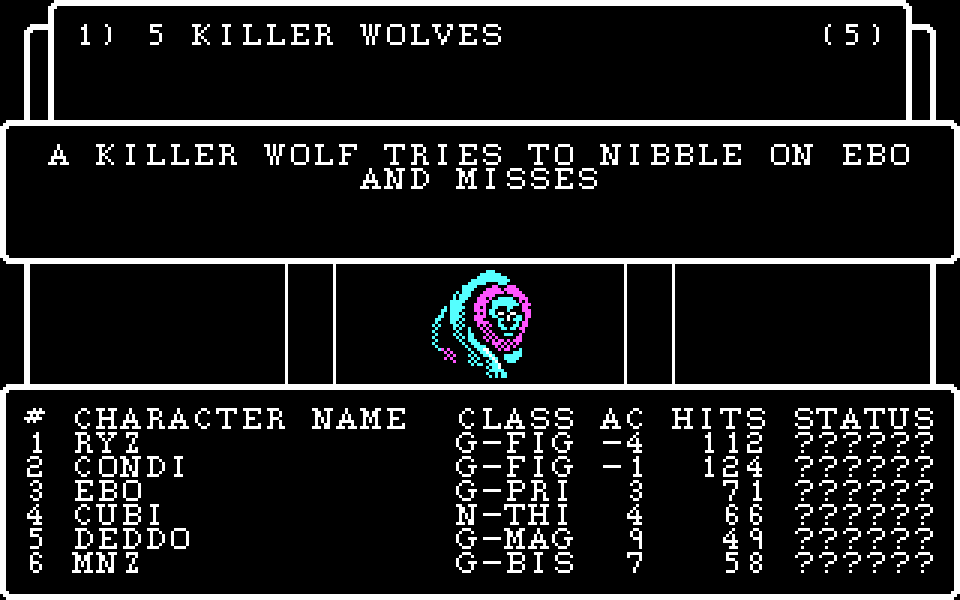 1) 5 KILLER WOLVES (5)
A KILLER WOLF TRIES TO NIBBLE ON EBO
AND MISSES
# CHARACTER NAME CLASS AC HITS STATUS
1 RYZ G-FIG -4 112 ??????
2 CONDI G-FIG -1 124 ??????
3 EBO G-PRI 3 71 ??????
4 CUBI N-THI 4 66 ??????
5 DEDDO G-MAG 9 49 ??????
6 MNZ G-BIS 7 58 ??????